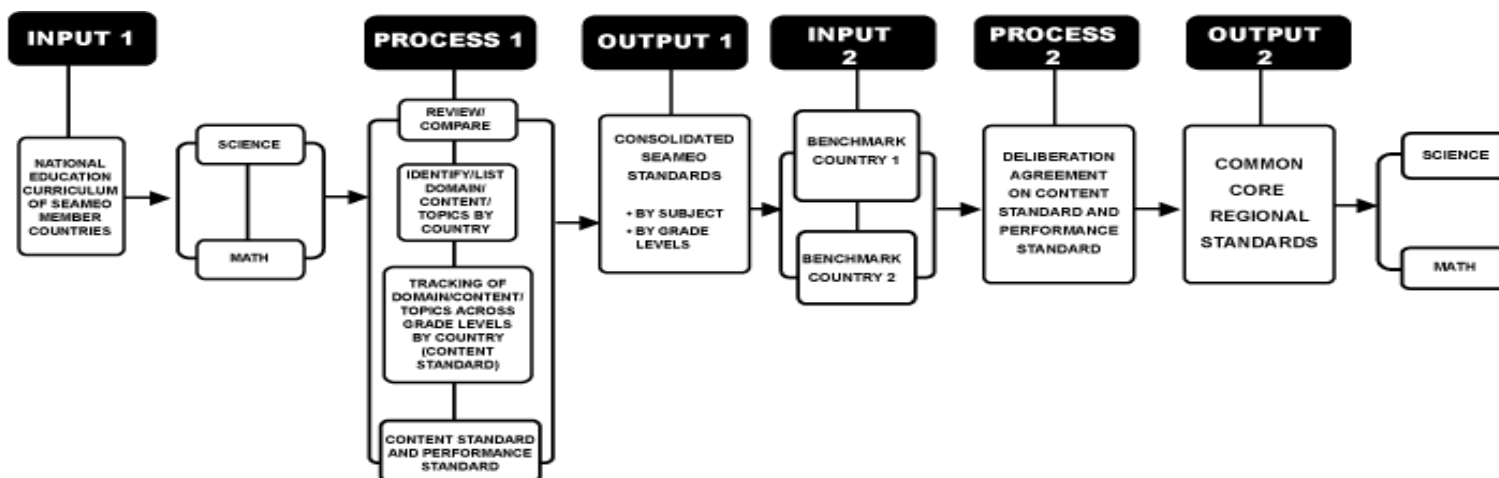 INPUT 1
NATIONAL
EDUCATION
CURRICULUM
OF SEAMEO
MEMBER
COUNTRIES
SCIENCE
MATH
PROCESS 1
REVIEW/
COMPARE
IDENTIFY/LIST
DOMAIN/
CONTENT/
TOPICS BY
COUNTRY
TRACKING OF
DOMAIN/CONTENT/
TOPICS ACROSS
GRADE LEVELS
BY COUNTRY
(CONTENT
STANDARD)
CONTENT STANDARD
AND PERFORMANCE
STANDARD
OUTPUT 1
CONSOLIDATED
SEAMEO
STANDARDS
• BY SUBJECT
• BY GRADE
LEVELS
INPUT
2
BENCHMARK
COUNTRY 1
BENCHMARK
COUNTRY 2
PROCESS
2
DELIBERATION
AGREEMENT
ON CONTENT
STANDARD AND
PERFORMANCE
STANDARD
OUTPUT
2
COMMON
CORE
REGIONAL
STANDARDS
SCIENCE
MATH